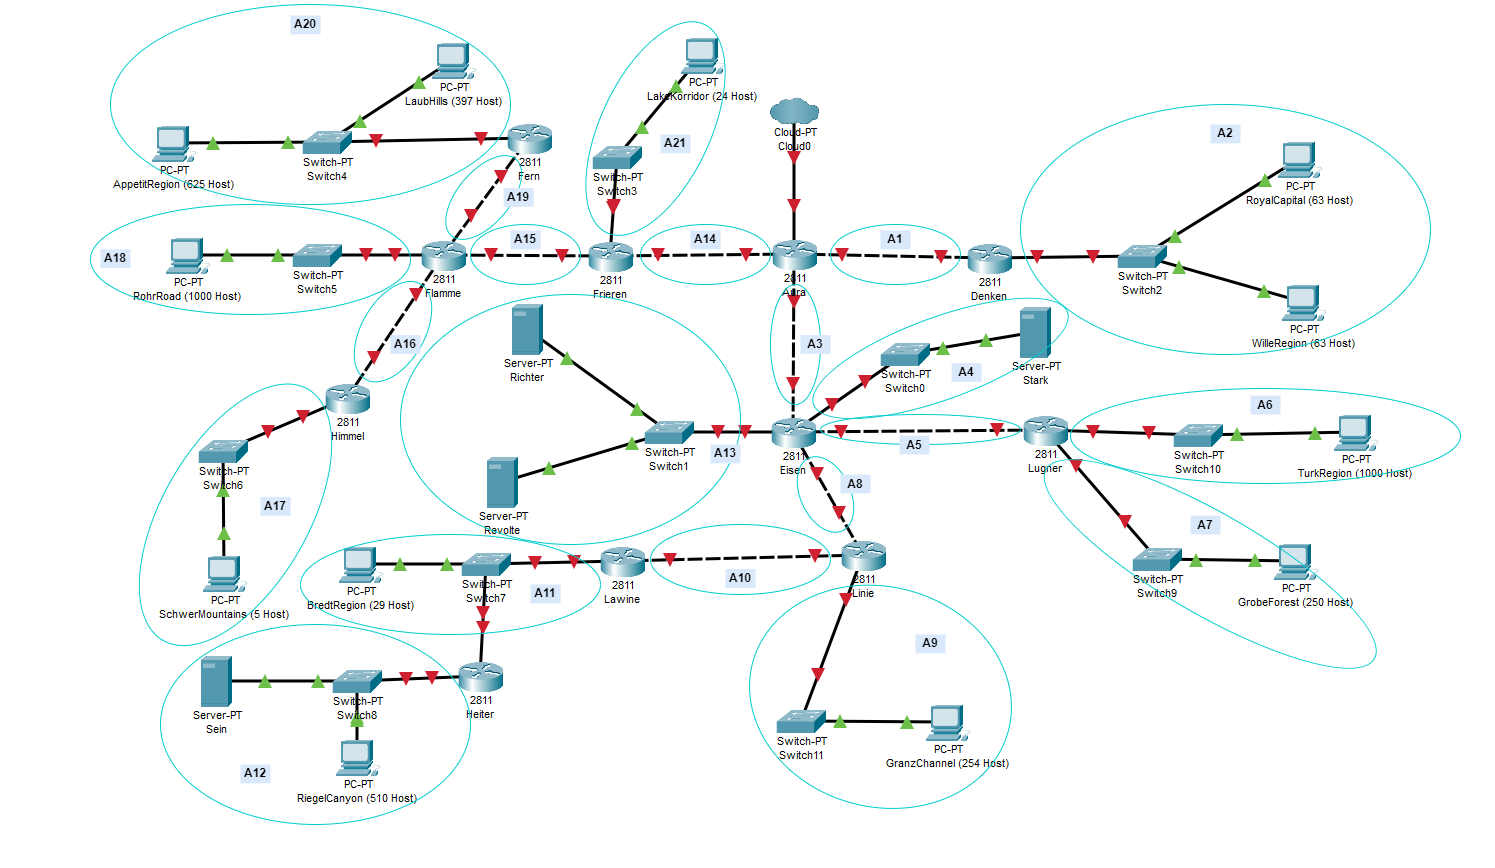 A20
PC-PT
LaubHills (397 Host)
PC-PT
AppetitRegion (625 Host)
Switch-PT
Switch4
2811
Fern
A19
PC-PT
LakeKorridor (24 Host)
A21
Switch-PT
Switch3
Cloud-PT
Cloud0
A2
PC-PT
RoyalCapital (63 Host)
Switch-PT
Switch2
PC-PT
WilleRegion (63 Host)
A18
PC-PT
RohrRoad (1000 Host)
Switch-PT
Switch5
2811
Flamme
A15
2811
Frieren
A14
2811
Aura
A1
2811
Denken
A16
Server-PT
Richter
A3
Switch-PT
Switch0
A4
Server-PT
Stark
2811
Himmel
Switch-PT
Switch6
A17
PC-PT
SchwerMountains (5 Host)
Switch-PT
Switch1
A13
2811
Eisen
A5
2811
Lugner
A6
Switch-PT
Switch10
PC-PT
TurkRegion (1000 Host)
Server-PT
Revolte
A8
A7
Switch-PT
Switch9
PC-PT
GrobeForest (250 Host)
PC-PT
BredtRegion (29 Host)
Switch-PT
Switch7
A11
2811
Lawine
A10
2811
Linie
A9
Server-PT
Sein
Switch-PT
Switch8
2811
Heiter
A12
PC-PT
RiegelCanyon (510 Host)
Switch-PT
Switch11
PC-PT
GranzChannel (254 Host)